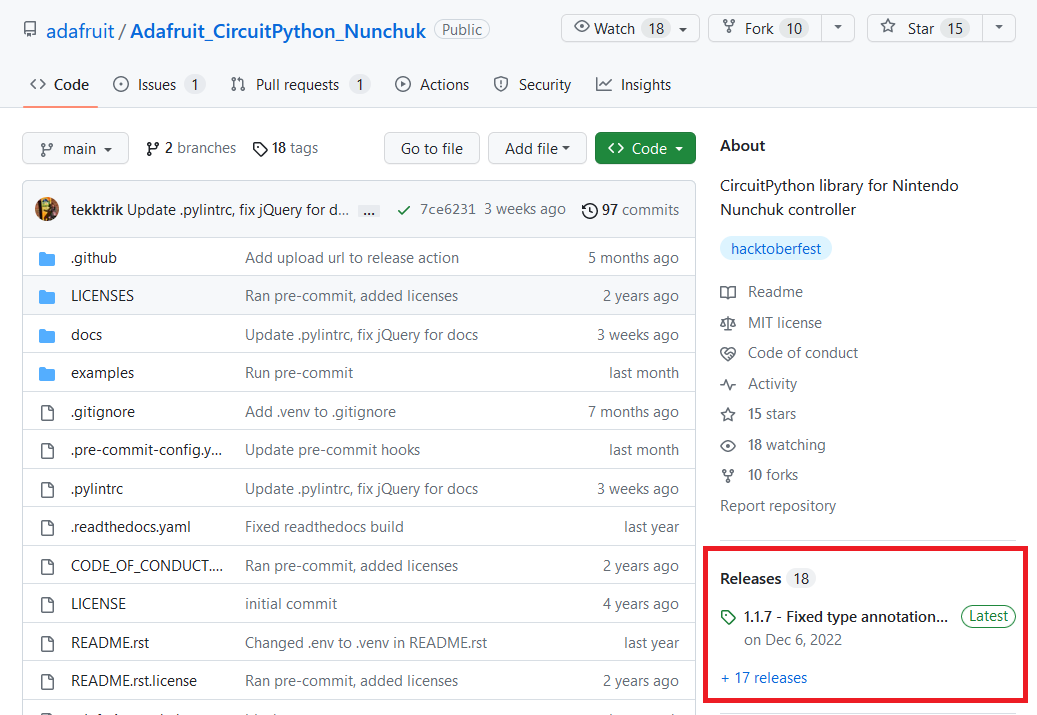 adafruit / Adafruit_CircuitPython_Nunchuk Public
Watch 18
Fork 10
Star 15
Code
Issues 1
Pull requests 1
Actions
Security
Insights
main
2 branches
18 tags
Go to file
Add file
Code
tekktrik Update .pylintrc, fix jQuery for d... ... 7ce6231 3 weeks ago 97 commits
.github Add upload url to release action 5 months ago
LICENSES Ran pre-commit, added licenses 2 years ago
docs Update .pylintrc, fix jQuery for docs 3 weeks ago
examples Run pre-commit last month
.gitignore Add .venv to .gitignore 7 months ago
.pre-commit-config.y... Update pre-commit hooks last month
.pylintrc Update .pylintrc, fix jQuery for docs 3 weeks ago
.readthedocs.yaml Fixed readthedocs build last year
CODE_OF_CONDUCT.... Ran pre-commit, added licenses 2 years ago
LICENSE initial commit 4 years ago
README.rst Changed .env to .venv in README.rst last year
README.rst.license Ran pre-commit, added licenses 2 years ago
About
CircuitPython library for Nintendo
Nunchuk controller
hacktoberfest
Readme
MIT license
Code of conduct
Activity
15 stars
18 watching
10 forks
Report repository
Releases 18
1.1.7 - Fixed type annotation... Latest
on Dec 6, 2022
+ 17 releases